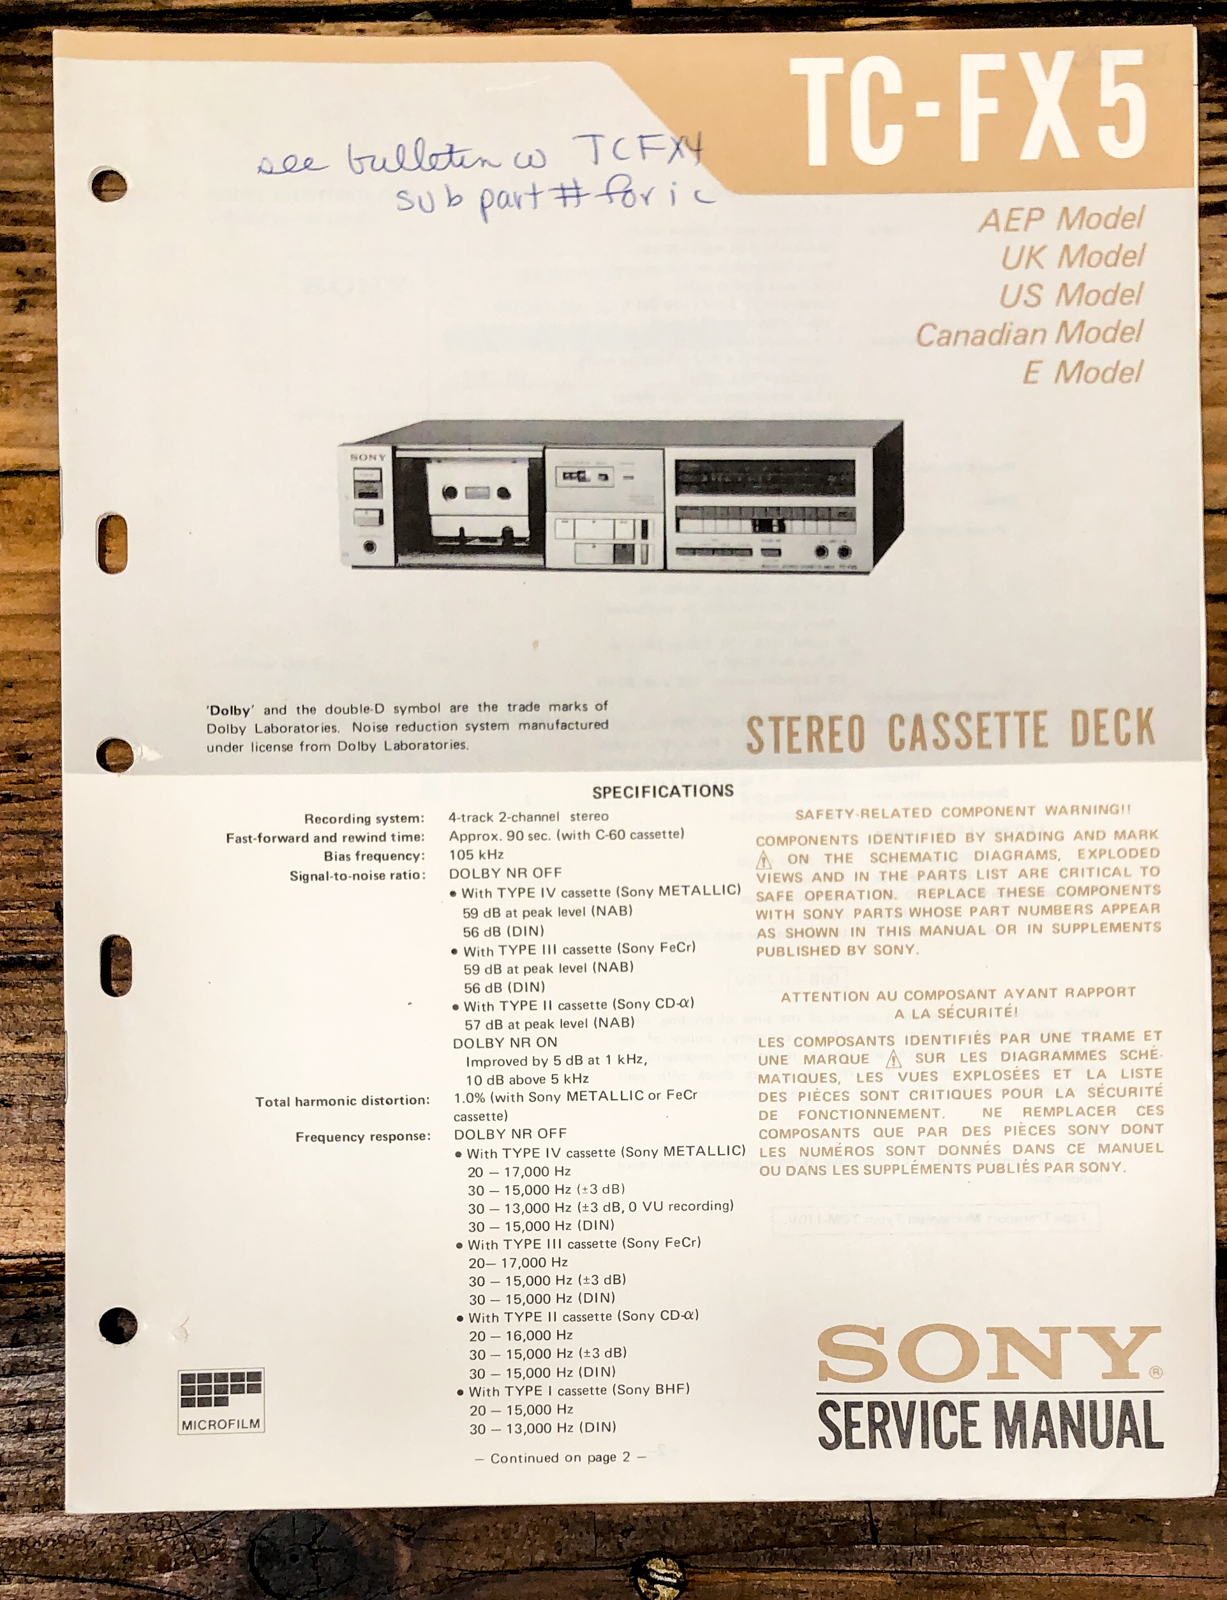 TC-FX5
see bulletin w TCFX4
sub part # for ic
AEP Model
UK Model
US Model
Canadian Model
E Model
SONY
'Dolby' and the double-D symbol are the trade marks of
Dolby Laboratories. Noise reduction system manufactured
under license from Dolby Laboratories.
STEREO CASSETTE DECK
SPECIFICATIONS
Recording system: 4-track 2-channel stereo
Fast-forward and rewind time: Approx. 90 sec. (with C-60 cassette)
Bias frequency: 105 kHz
Signal-to-noise ratio: DOLBY NR OFF
• With TYPE IV cassette (Sony METALLIC)
59 dB at peak level (NAB)
56 dB (DIN)
• With TYPE III cassette (Sony FeCr)
59 dB at peak level (NAB)
56 dB (DIN)
• With TYPE II cassette (Sony CD-α)
57 dB at peak level (NAB)
DOLBY NR ON
Improved by 5 dB at 1 kHz,
10 dB above 5 kHz
Total harmonic distortion: 1.0% (with Sony METALLIC or FeCr
cassette)
Frequency response: DOLBY NR OFF
• With TYPE IV cassette (Sony METALLIC)
20 – 17,000 Hz
30 – 15,000 Hz (±3 dB)
30 – 13,000 Hz (±3 dB, 0 VU recording)
30 – 15,000 Hz (DIN)
• With TYPE III cassette (Sony FeCr)
20– 17,000 Hz
30 – 15,000 Hz (±3 dB)
30 – 15,000 Hz (DIN)
• With TYPE II cassette (Sony CD-α)
20 – 16,000 Hz
30 – 15,000 Hz (±3 dB)
30 – 15,000 Hz (DIN)
• With TYPE I cassette (Sony BHF)
20 – 15,000 Hz
30 – 13,000 Hz (DIN)
– Continued on page 2 –
SAFETY-RELATED COMPONENT WARNING!!
COMPONENTS IDENTIFIED BY SHADING AND MARK
⚠ ON THE SCHEMATIC DIAGRAMS, EXPLODED
VIEWS AND IN THE PARTS LIST ARE CRITICAL TO
SAFE OPERATION. REPLACE THESE COMPONENTS
WITH SONY PARTS WHOSE PART NUMBERS APPEAR
AS SHOWN IN THIS MANUAL OR IN SUPPLEMENTS
PUBLISHED BY SONY.
ATTENTION AU COMPOSANT AYANT RAPPORT
A LA SÉCURITÉ!
LES COMPOSANTS IDENTIFIÉS PAR UNE TRAME ET
UNE MARQUE ⚠ SUR LES DIAGRAMMES SCHÉ-
MATIQUES, LES VUES EXPLOSÉES ET LA LISTE
DES PIÈCES SONT CRITIQUES POUR LA SÉCURITÉ
DE FONCTIONNEMENT. NE REMPLACER CES
COMPOSANTS QUE PAR DES PIÈCES SONY DONT
LES NUMÉROS SONT DONNÉS DANS CE MANUEL
OU DANS LES SUPPLÉMENTS PUBLIÉS PAR SONY.
MICROFILM
SONY®
SERVICE MANUAL